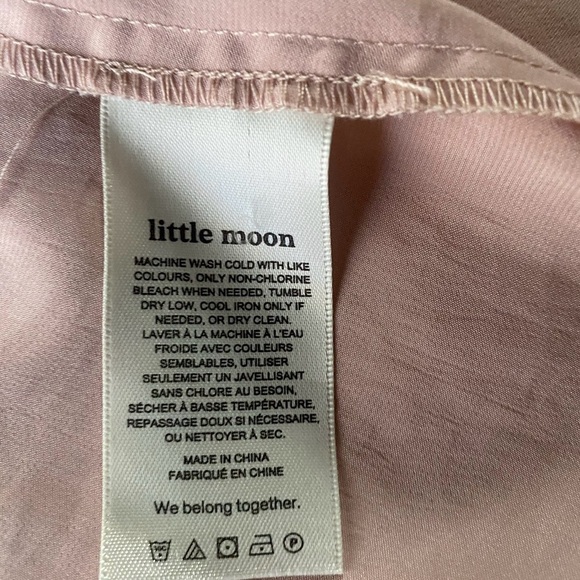 little moon
MACHINE WASH COLD WITH LIKE
COLOURS, ONLY NON-CHLORINE
BLEACH WHEN NEEDED, TUMBLE
DRY LOW, COOL IRON ONLY IF
NEEDED, OR DRY CLEAN.
LAVER À LA MACHINE À L'EAU
FROIDE AVEC COULEURS
SEMBLABLES, UTILISER
SEULEMENT UN JAVELLISANT
SANS CHLORE AU BESOIN,
SÉCHER À BASSE TEMPÉRATURE,
REPASSAGE DOUX SI NÉCESSAIRE,
OU NETTOYER À SEC.
MADE IN CHINA
FABRIQUÉ EN CHINE
We belong together.
P